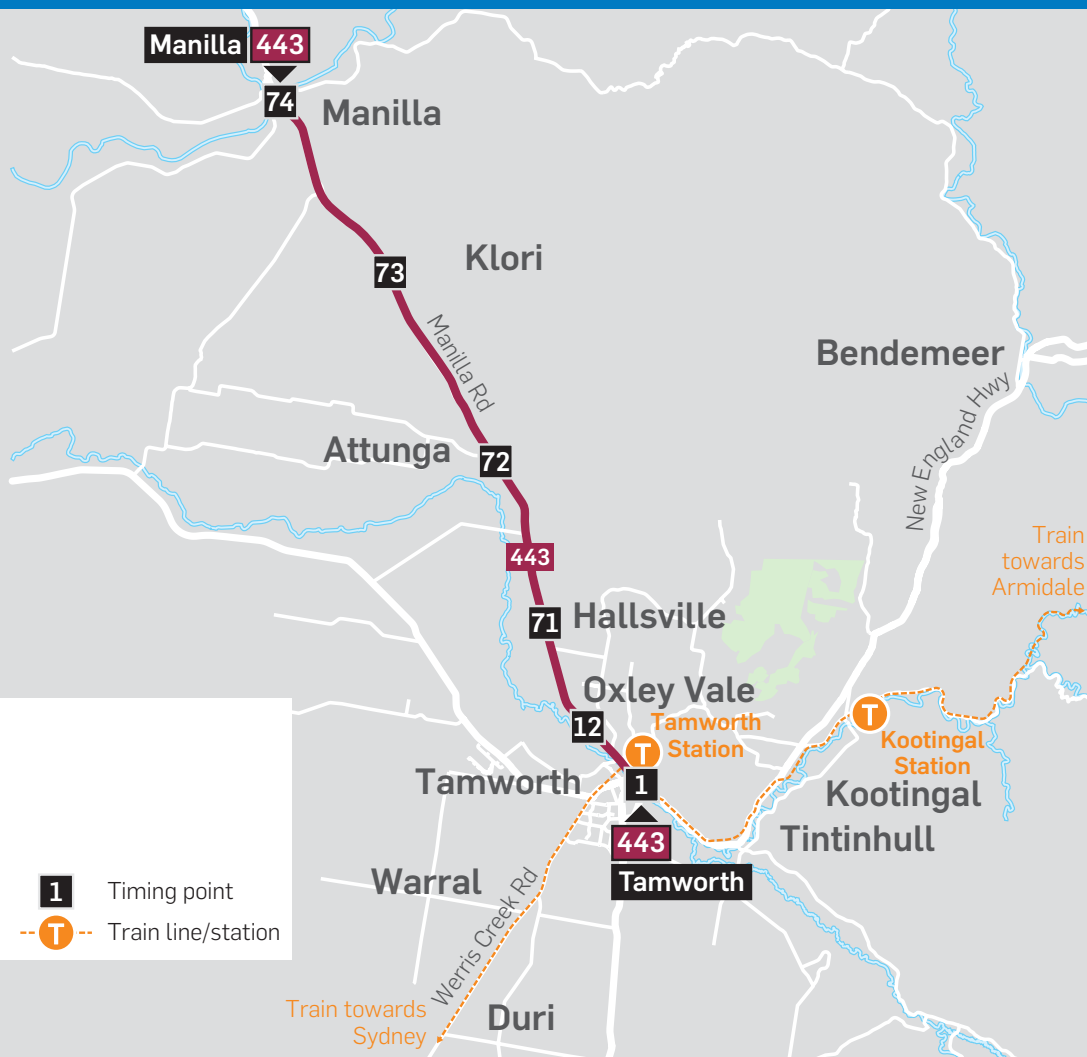 Manilla 443
74
Manilla
Klori
73
Manilla Rd
Bendemeer
New England Hwy
Attunga
72
443
Train
towards
Armidale
71
Hallsville
Oxley Vale
12
Tamworth
Station
T
T
Kootingal
Station
Tamworth
1
Kootingal
Tintinhull
443
Tamworth
Warral
Werris Creek Rd
1 Timing point
T Train line/station
Train towards
Sydney
Duri